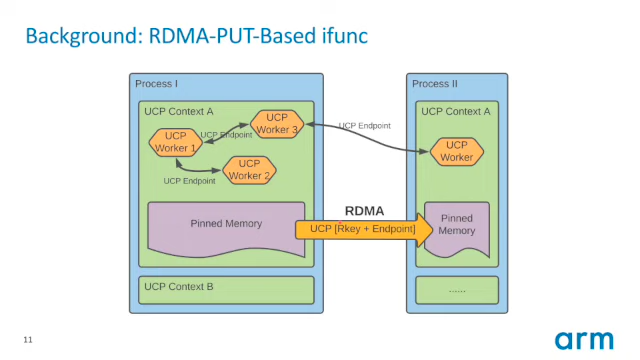 Background: RDMA-PUT-Based ifunc
Process I
UCP Context A
UCP
Worker 1
UCP Endpoint
UCP
Worker 3
UCP Endpoint
UCP
Worker 2
UCP Endpoint
Pinned Memory
UCP Context B
RDMA
UCP [Rkey + Endpoint]
Process II
UCP Context A
UCP
Worker
Pinned
Memory
......
11
arm